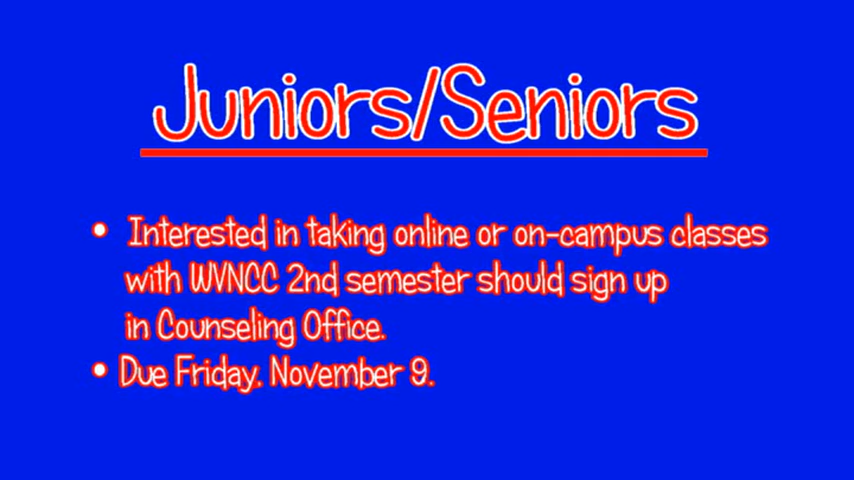 Juniors/Seniors
• Interested in taking online or on-campus classes
with WVNCC 2nd semester should sign up
in Counseling Office.
• Due Friday, November 9.